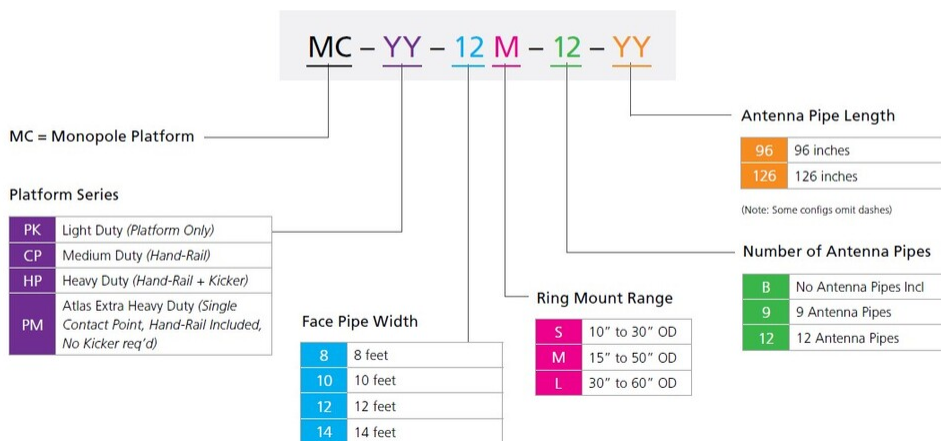 MC – YY – 12 M – 12 – YY
MC = Monopole Platform
Platform Series
PK Light Duty (Platform Only)
CP Medium Duty (Hand-Rail)
HP Heavy Duty (Hand-Rail + Kicker)
PM Atlas Extra Heavy Duty (Single
Contact Point, Hand-Rail Included,
No Kicker req’d)
Face Pipe Width
8 8 feet
10 10 feet
12 12 feet
14 14 feet
Ring Mount Range
S 10” to 30” OD
M 15” to 50” OD
L 30” to 60” OD
Antenna Pipe Length
96 96 inches
126 126 inches
(Note: Some configs omit dashes)
Number of Antenna Pipes
B No Antenna Pipes Incl
9 9 Antenna Pipes
12 12 Antenna Pipes